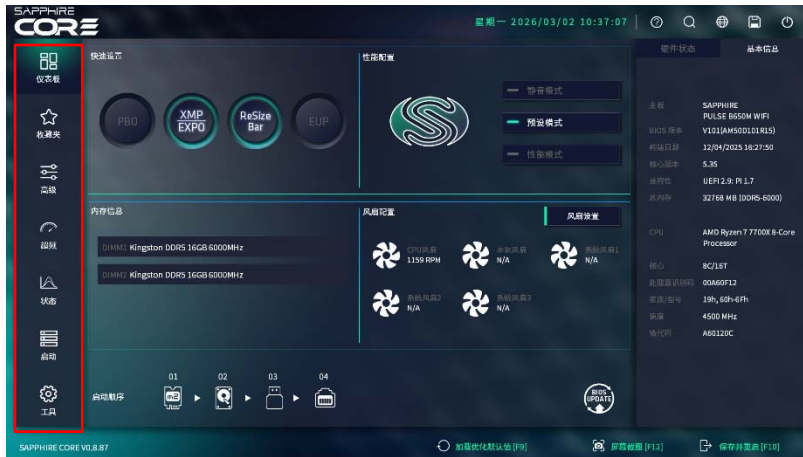 SAPPHIRE
CORE
星期一 2026/03/02 10:37:07
仪表板
收藏夹
高级
超频
状态
启动
工具
快速设置
PBO
XMP
EXPO
ReSize
Bar
EUP
性能配置
静音模式
预设模式
性能模式
内存信息
DIMM1 Kingston DDR5 16GB 6000MHz
DIMM2 Kingston DDR5 16GB 6000MHz
风扇配置
风扇设置
CPU风扇
1159 RPM
水泵风扇
N/A
系统风扇1
N/A
系统风扇2
N/A
系统风扇3
N/A
启动顺序
01
02
03
04
m2
BIOS
UPDATE
硬件状态
基本信息
主板 SAPPHIRE
PULSE B650M WIFI
BIOS 版本 V101(AM50D101R15)
构建日期 12/04/2025 16:27:50
核心版本 5.35
兼容性 UEFI 2.9; PI 1.7
总内存 32768 MB (DDR5-6000)
CPU AMD Ryzen 7 7700X 8-Core
Processor
核心 8C/16T
处理器识别码 00A60F12
家族/型号 19h, 60h-6Fh
速度 4500 MHz
微代码 A60120C
SAPPHIRE CORE V0.8.87
加载优化默认值 [F9]
屏幕截图 [F12]
保存并重启 [F10]